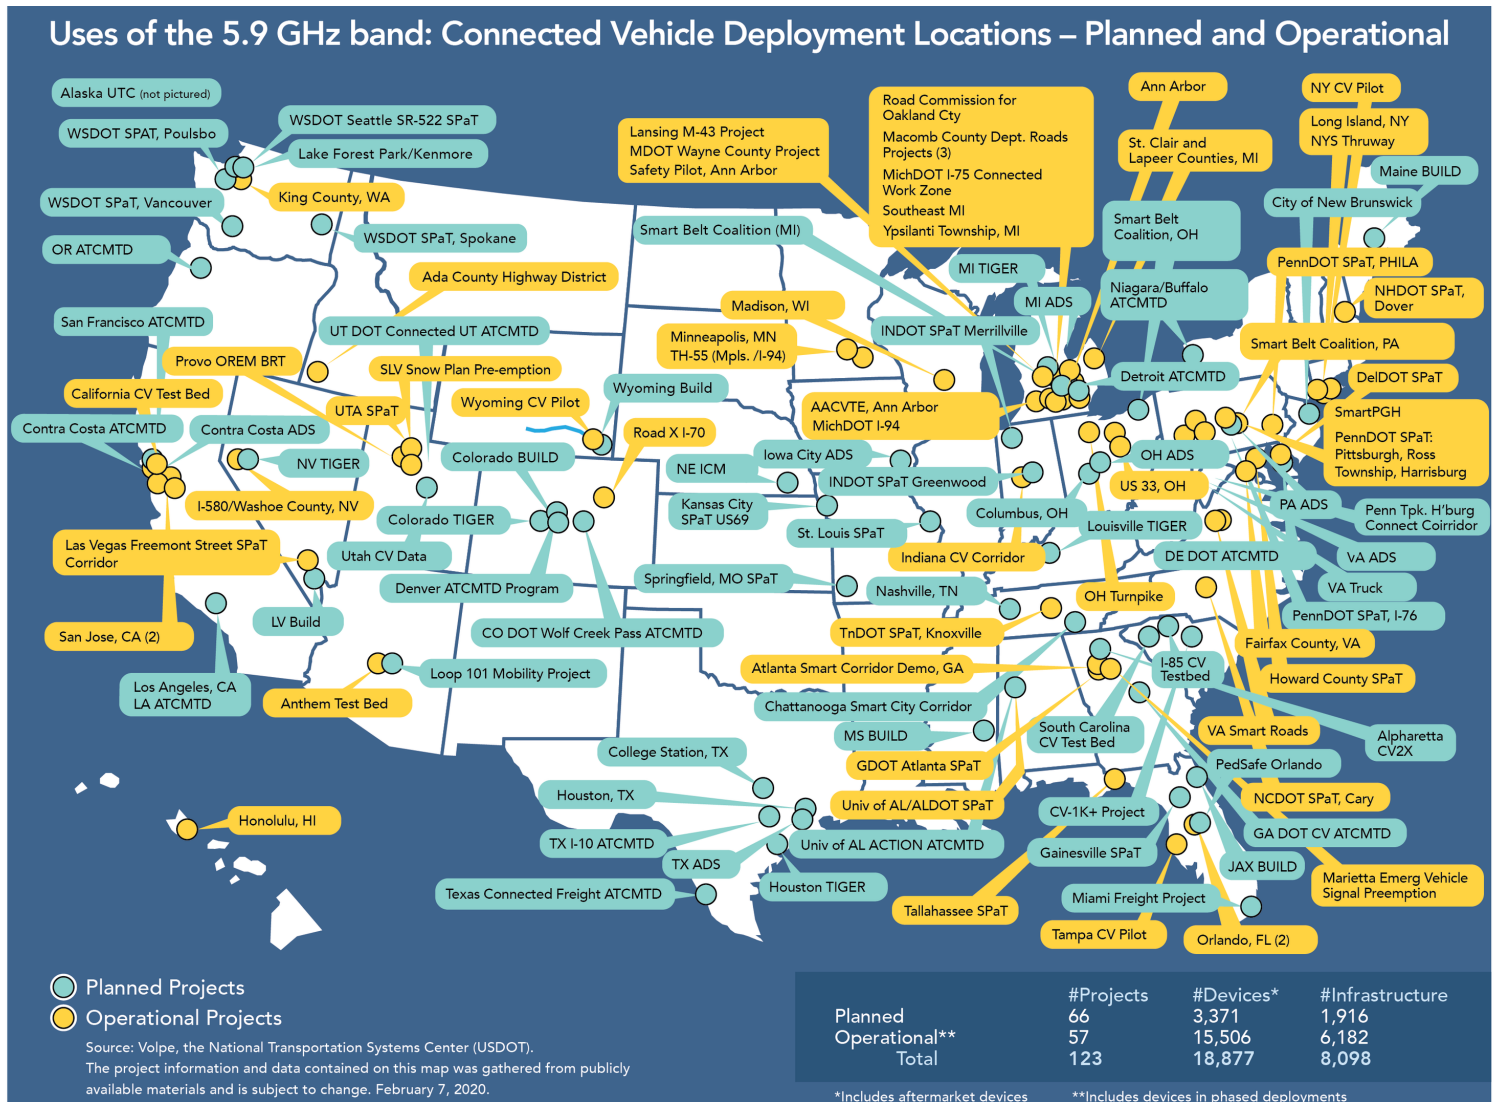 Uses of the 5.9 GHz band: Connected Vehicle Deployment Locations – Planned and Operational
Alaska UTC (not pictured)
WSDOT SPAT, Poulsbo
WSDOT Seattle SR-522 SPaT
Lake Forest Park/Kenmore
King County, WA
WSDOT SPaT, Vancouver
WSDOT SPaT, Spokane
OR ATCMTD
Ada County Highway District
San Francisco ATCMTD
UT DOT Connected UT ATCMTD
Provo OREM BRT
SLV Snow Plan Pre-emption
California CV Test Bed
UTA SPaT
Wyoming CV Pilot
Wyoming Build
Contra Costa ATCMTD
Contra Costa ADS
Road X I-70
NV TIGER
Colorado BUILD
I-580/Washoe County, NV
Colorado TIGER
Las Vegas Freemont Street SPaT
Corridor
Utah CV Data
Denver ATCMTD Program
LV Build
San Jose, CA (2)
CO DOT Wolf Creek Pass ATCMTD
Los Angeles, CA
LA ATCMTD
Loop 101 Mobility Project
Anthem Test Bed
Lansing M-43 Project
MDOT Wayne County Project
Safety Pilot, Ann Arbor
Road Commission for
Oakland Cty
Macomb County Dept. Roads
Projects (3)
MichDOT I-75 Connected
Work Zone
Southeast MI
Ypsilanti Township, MI
Ann Arbor
St. Clair and
Lapeer Counties, MI
NY CV Pilot
Long Island, NY
NYS Thruway
Maine BUILD
City of New Brunswick
Smart Belt Coalition (MI)
Smart Belt
Coalition, OH
MI TIGER
MI ADS
Niagara/Buffalo
ATCMTD
PennDOT SPaT, PHILA
NHDOT SPaT,
Dover
Madison, WI
Minneapolis, MN
TH-55 (Mpls. /I-94)
INDOT SPaT Merrillville
Smart Belt Coalition, PA
Detroit ATCMTD
DelDOT SPaT
AACVTE, Ann Arbor
MichDOT I-94
SmartPGH
PennDOT SPaT:
Pittsburgh, Ross
Township, Harrisburg
Iowa City ADS
NE ICM
INDOT SPaT Greenwood
OH ADS
US 33, OH
Kansas City
SPaT US69
St. Louis SPaT
Columbus, OH
Louisville TIGER
PA ADS
Penn Tpk. H'burg
Connect Coirridor
Indiana CV Corridor
DE DOT ATCMTD
VA ADS
VA Truck
Springfield, MO SPaT
Nashville, TN
OH Turnpike
PennDOT SPaT, I-76
TnDOT SPaT, Knoxville
Fairfax County, VA
Atlanta Smart Corridor Demo, GA
I-85 CV
Testbed
Howard County SPaT
Chattanooga Smart City Corridor
MS BUILD
South Carolina
CV Test Bed
VA Smart Roads
Alpharetta
CV2X
GDOT Atlanta SPaT
PedSafe Orlando
College Station, TX
Houston, TX
Univ of AL/ALDOT SPaT
NCDOT SPaT, Cary
CV-1K+ Project
GA DOT CV ATCMTD
TX I-10 ATCMTD
Univ of AL ACTION ATCMTD
Gainesville SPaT
JAX BUILD
TX ADS
Houston TIGER
Marietta Emerg Vehicle
Signal Preemption
Texas Connected Freight ATCMTD
Miami Freight Project
Tallahassee SPaT
Tampa CV Pilot
Orlando, FL (2)
Honolulu, HI
Planned Projects
Operational Projects
Source: Volpe, the National Transportation Systems Center (USDOT).
The project information and data contained on this map was gathered from publicly
available materials and is subject to change. February 7, 2020.
#Projects #Devices* #Infrastructure
Planned 66 3,371 1,916
Operational** 57 15,506 6,182
Total 123 18,877 8,098
*Includes aftermarket devices **Includes devices in phased deployments